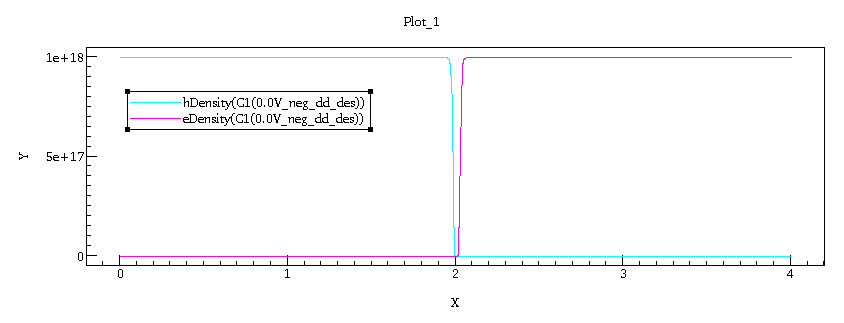 Plot_1
1e+18
hDensity(C1(0.0V_neg_dd_des))
eDensity(C1(0.0V_neg_dd_des))
Y
5e+17
0
0 1 2 3 4
X